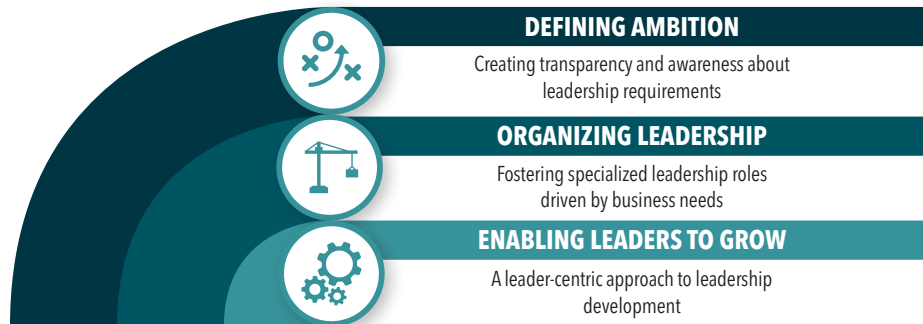 DEFINING AMBITION
Creating transparency and awareness about
leadership requirements
ORGANIZING LEADERSHIP
Fostering specialized leadership roles
driven by business needs
ENABLING LEADERS TO GROW
A leader-centric approach to leadership
development